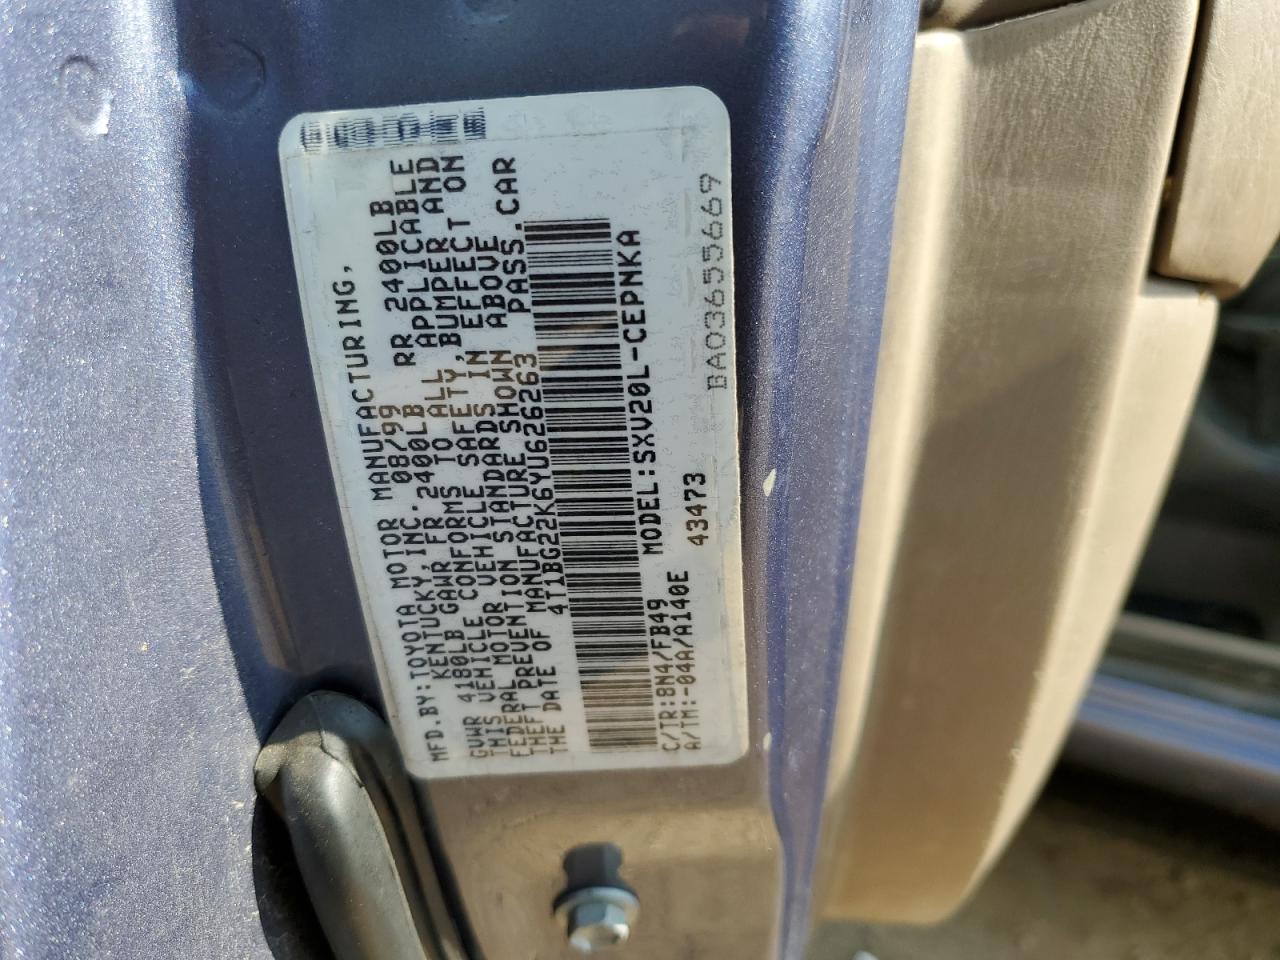 MFD.BY:TOYOTA MOTOR MANUFACTURING,
KENTUCKY,INC. 08/99
GVWR 4180LB GAWR FR 2400LB RR 2400LB
THIS VEHICLE CONFORMS TO ALL APPLICABLE
FEDERAL MOTOR VEHICLE SAFETY,BUMPER AND
THEFT PREVENTION STANDARDS IN EFFECT ON
THE DATE OF MANUFACTURE SHOWN ABOVE.
4T1BG22K6YU626263 PASS.CAR
C/TR:8N4/FB49 MODEL:SXV20L-CEPNKA
A/TM:-04A/A140E 43473
BA03655669